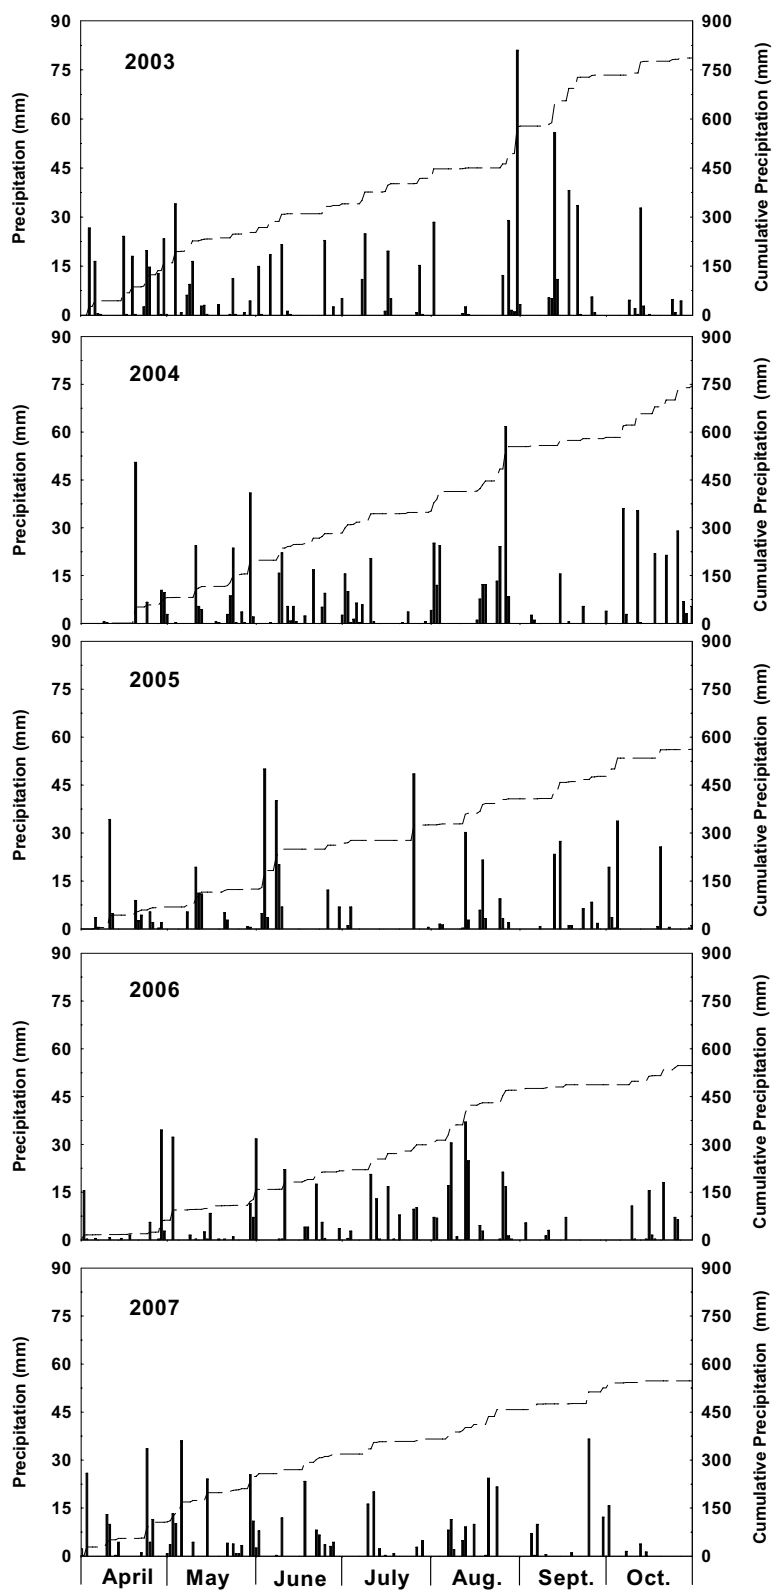 90 900
75 2003 750
60 600
45 450
30 300
15 150
0 0
Precipitation (mm)
Cumulative Precipitation (mm)
90 900
75 2004 750
60 600
45 450
30 300
15 150
0 0
Precipitation (mm)
Cumulative Precipitation (mm)
90 900
75 2005 750
60 600
45 450
30 300
15 150
0 0
Precipitation (mm)
Cumulative Precipitation (mm)
90 900
75 2006 750
60 600
45 450
30 300
15 150
0 0
Precipitation (mm)
Cumulative Precipitation (mm)
90 900
75 2007 750
60 600
45 450
30 300
15 150
0 0
Precipitation (mm)
Cumulative Precipitation (mm)
April May June July Aug. Sept. Oct.